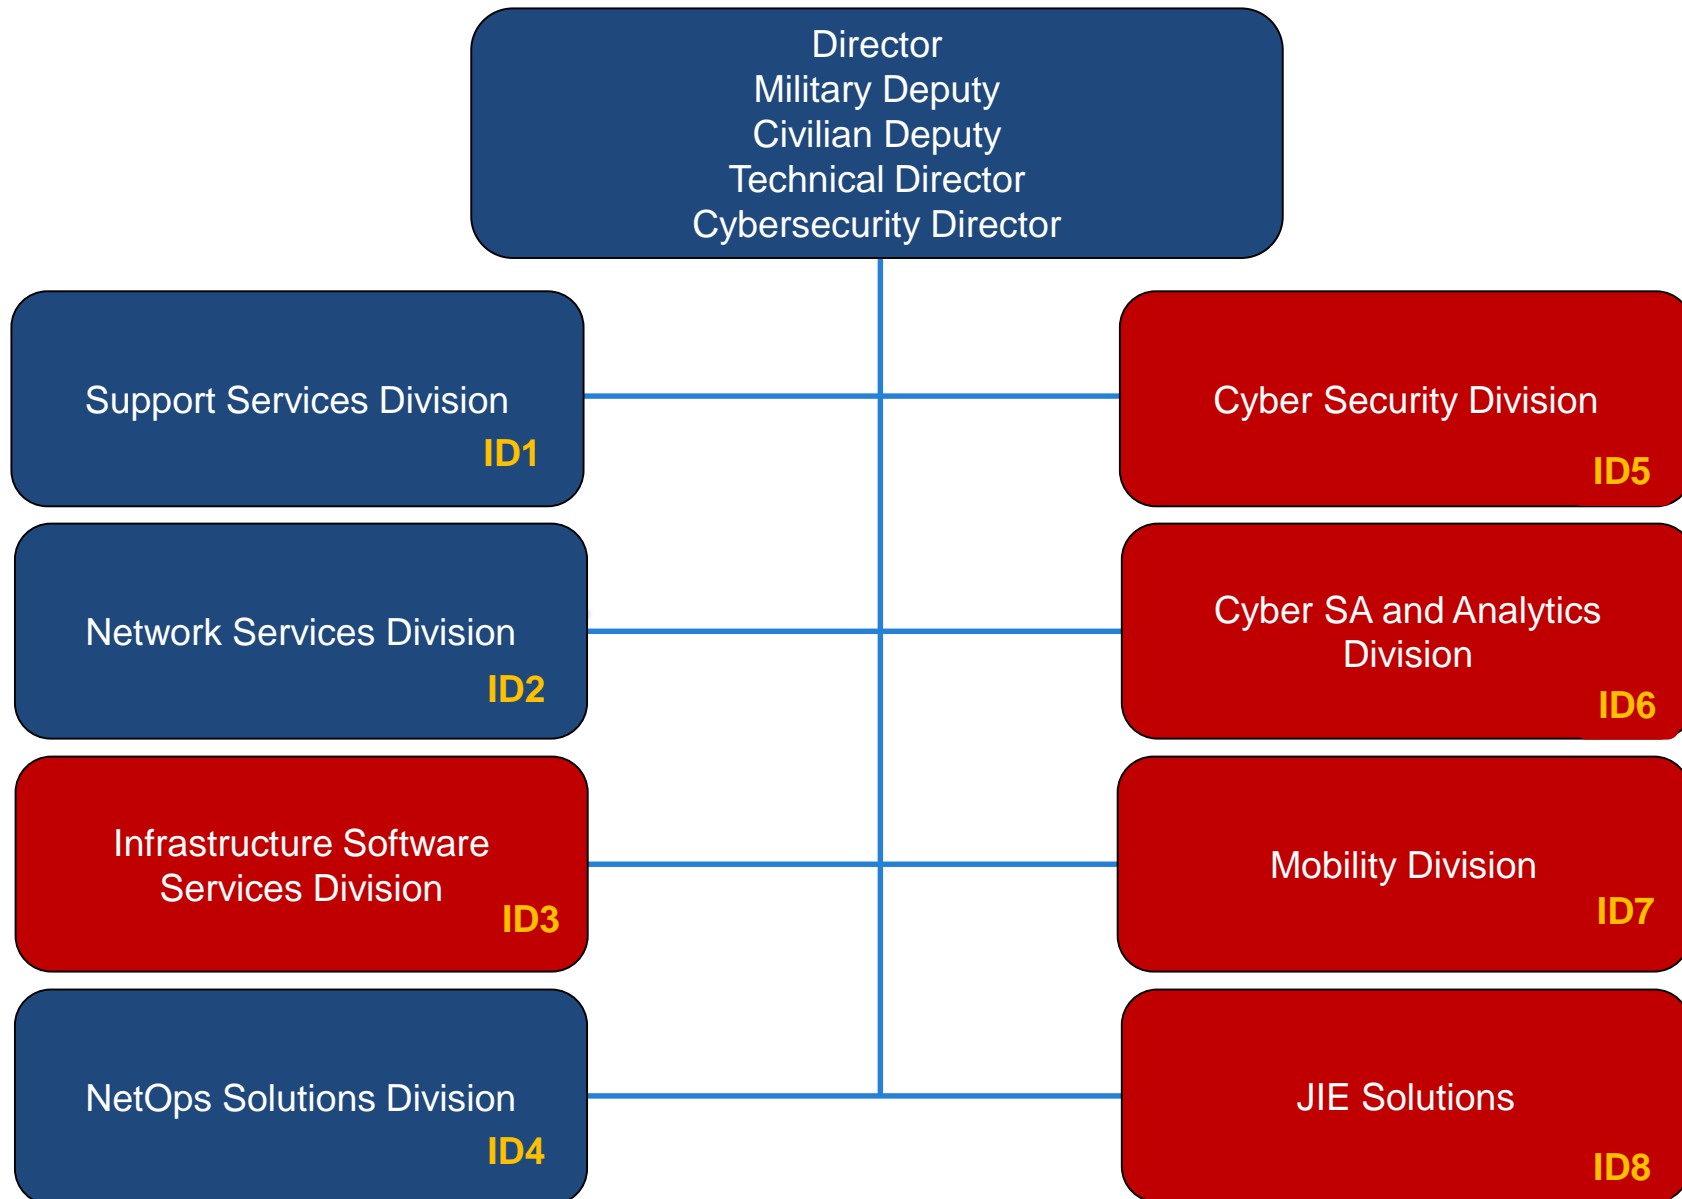 Director
Military Deputy
Civilian Deputy
Technical Director
Cybersecurity Director
Support Services Division
ID1
Cyber Security Division
ID5
Network Services Division
ID2
Cyber SA and Analytics
Division
ID6
Infrastructure Software
Services Division
ID3
Mobility Division
ID7
NetOps Solutions Division
ID4
JIE Solutions
ID8